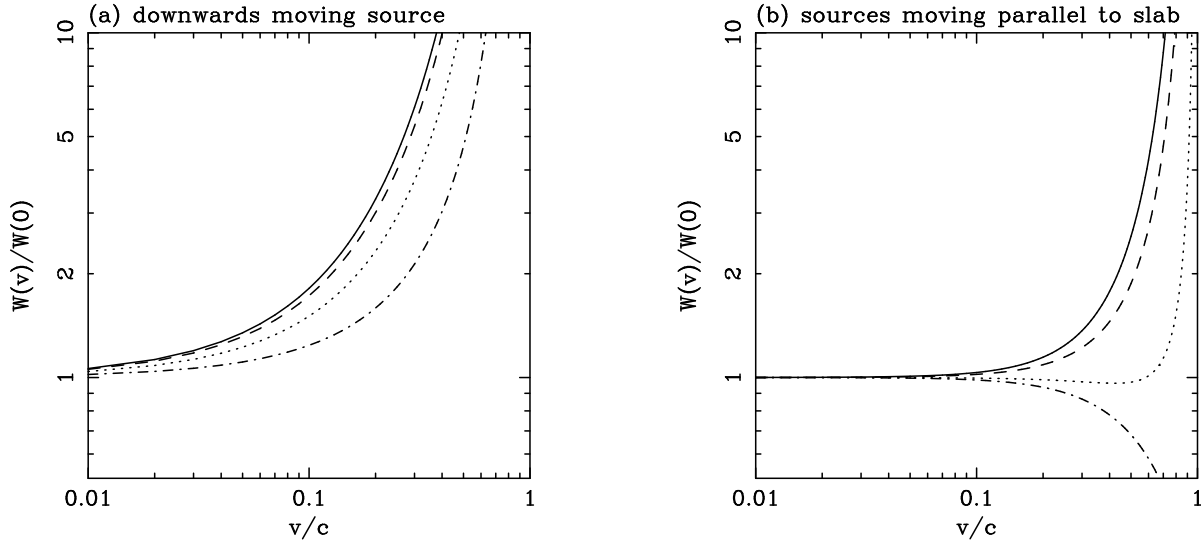 (a) downwards moving source
10
5
2
1
W(v)/W(0)
0.01
0.1
1
v/c
(b) sources moving parallel to slab
10
5
2
1
W(v)/W(0)
0.01
0.1
1
v/c